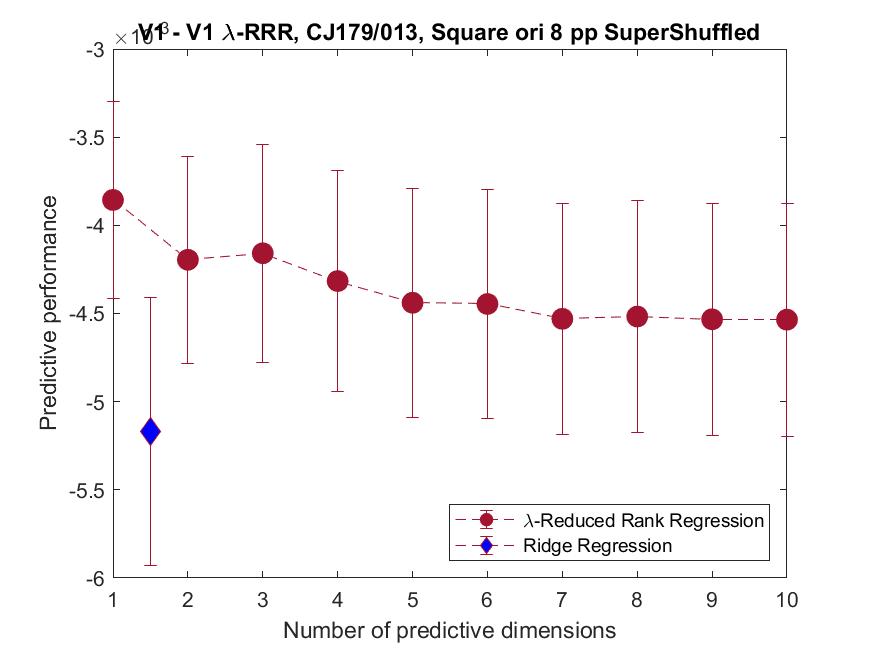 ×10-3
V1 - V1 λ-RRR, CJ179/013, Square ori 8 pp SuperShuffled
-3
-3.5
-4
-4.5
-5
-5.5
-6
Predictive performance
λ-Reduced Rank Regression
Ridge Regression
1 2 3 4 5 6 7 8 9 10
Number of predictive dimensions